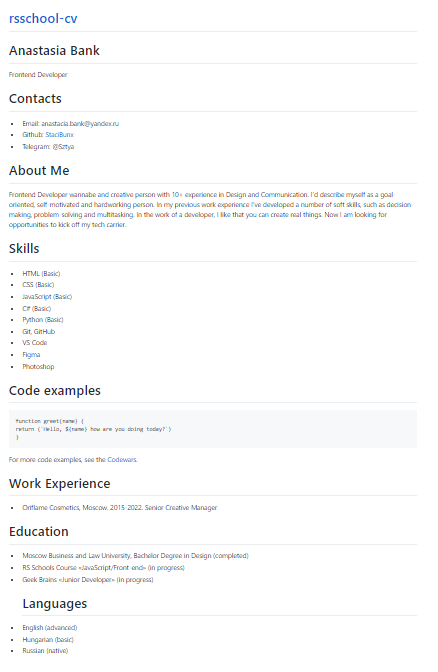 rsschool-cv
Anastasia Bank
Frontend Developer
Contacts
Email: anastacia.bank@yandex.ru
Github: StaciBunx
Telegram: @Sztya
About Me
Frontend Developer wannabe and creative person with 10+ experience in Design and Communication. I'd describe myself as a goal-
oriented, self-motivated and hardworking person. In my previous work experience I've developed a number of soft skills, such as decision-
making, problem-solving and multitasking. In the work of a developer, I like that you can create real things. Now I am looking for
opportunities to kick off my tech carrier.
Skills
HTML (Basic)
CSS (Basic)
JavaScript (Basic)
C# (Basic)
Python (Basic)
Git, GitHub
VS Code
Figma
Photoshop
Code examples
function greet(name) {
return (`Hello, ${name} how are you doing today?`)
}
For more code examples, see the Codewars.
Work Experience
Oriflame Cosmetics, Moscow. 2015-2022. Senior Creative Manager
Education
Moscow Business and Law University, Bachelor Degree in Design (completed)
RS Schools Course «JavaScript/Front-end» (in progress)
Geek Brains «Junior Developer» (in progress)
Languages
English (advanced)
Hungarian (basic)
Russian (native)